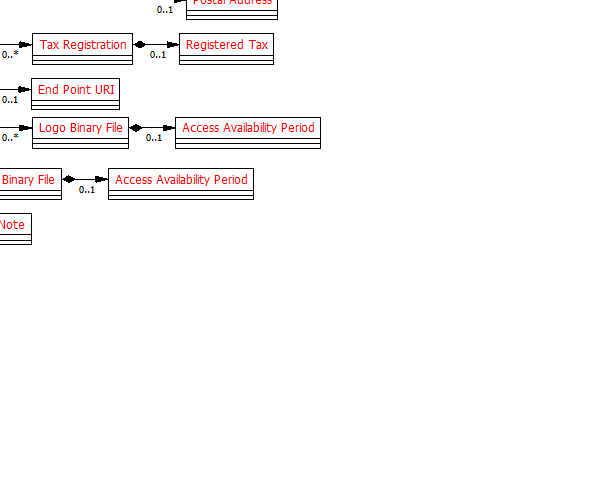 Postal Address
0..1
Tax Registration
Registered Tax
0..*
0..1
End Point URI
0..1
Logo Binary File
Access Availability Period
0..*
0..1
Binary File
Access Availability Period
0..1
Note